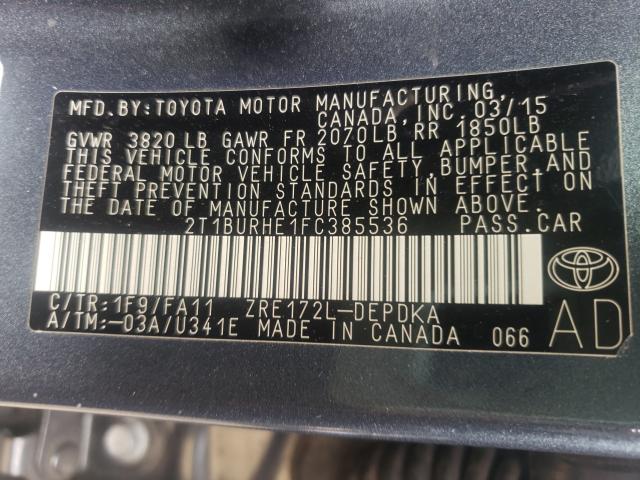 MFD.BY:TOYOTA MOTOR MANUFACTURING,
CANADA, INC. 03/15
GVWR 3820 LB GAWR FR 2070LB RR 1850LB
THIS VEHICLE CONFORMS TO ALL APPLICABLE
FEDERAL MOTOR VEHICLE SAFETY,BUMPER,AND
THEFT PREVENTION STANDARDS IN EFFECT ON
THE DATE OF MANUFACTURE SHOWN ABOVE.
2T1BURHE1FC385536 PASS.CAR
C/TR:1F9/FA11 ZRE172L-DEPDKA
A/TM:-03A/U341E MADE IN CANADA 066
AD